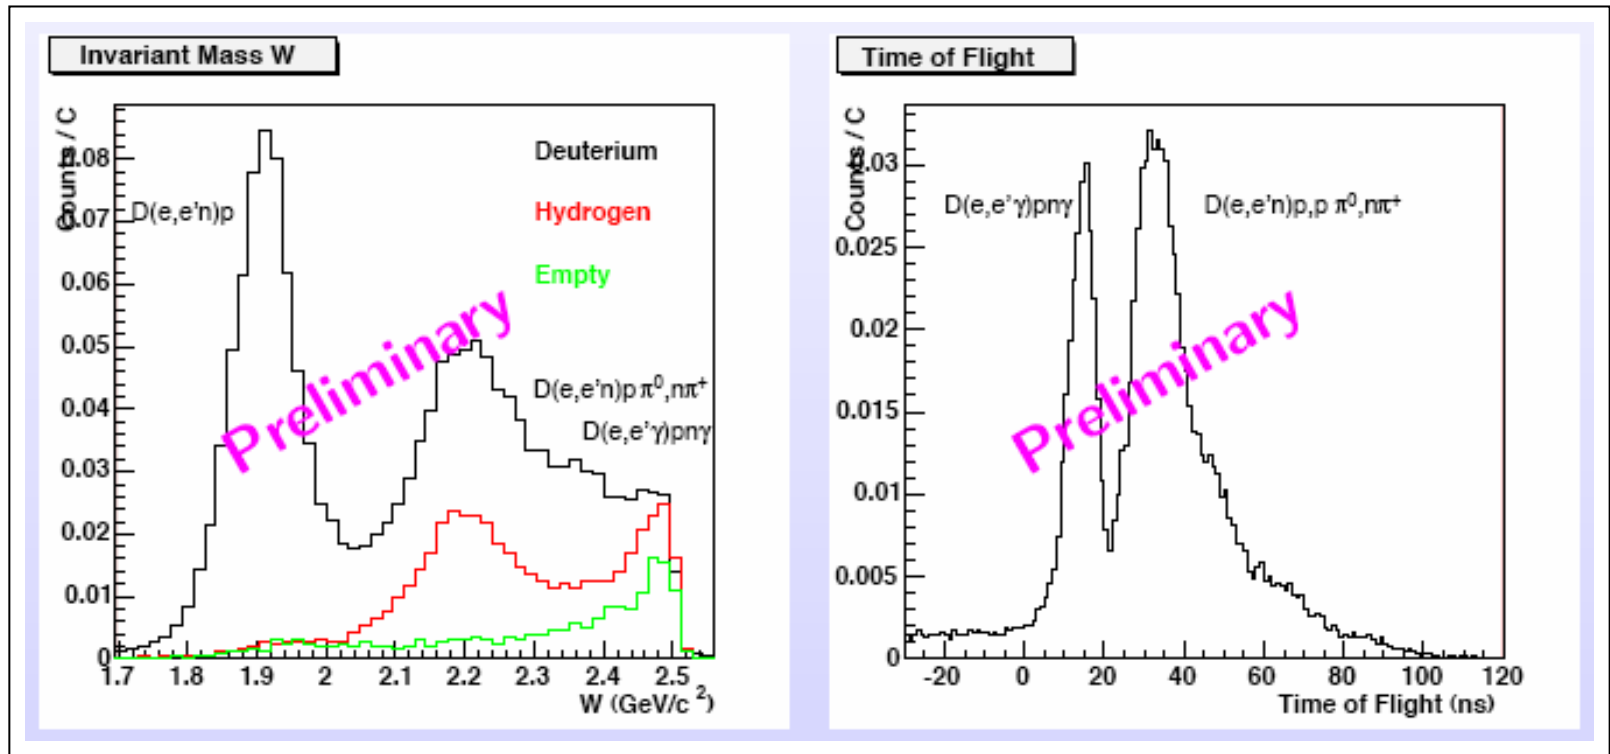 Invariant Mass W
Counts / C
0.08
0.07
0.06
0.05
0.04
0.03
0.02
0.01
0
D(e,e'n)p
Deuterium
Hydrogen
Empty
Preliminary
D(e,e'n)p π⁰,nπ⁺
D(e,e'γ)pnγ
1.7 1.8 1.9 2 2.1 2.2 2.3 2.4 2.5
W (GeV/c ²)
Time of Flight
Counts / C
0.03
0.025
0.02
0.015
0.01
0.005
0
D(e,e'γ)pnγ
D(e,e'n)p,p π⁰,nπ⁺
Preliminary
-20 0 20 40 60 80 100 120
Time of Flight (ns)